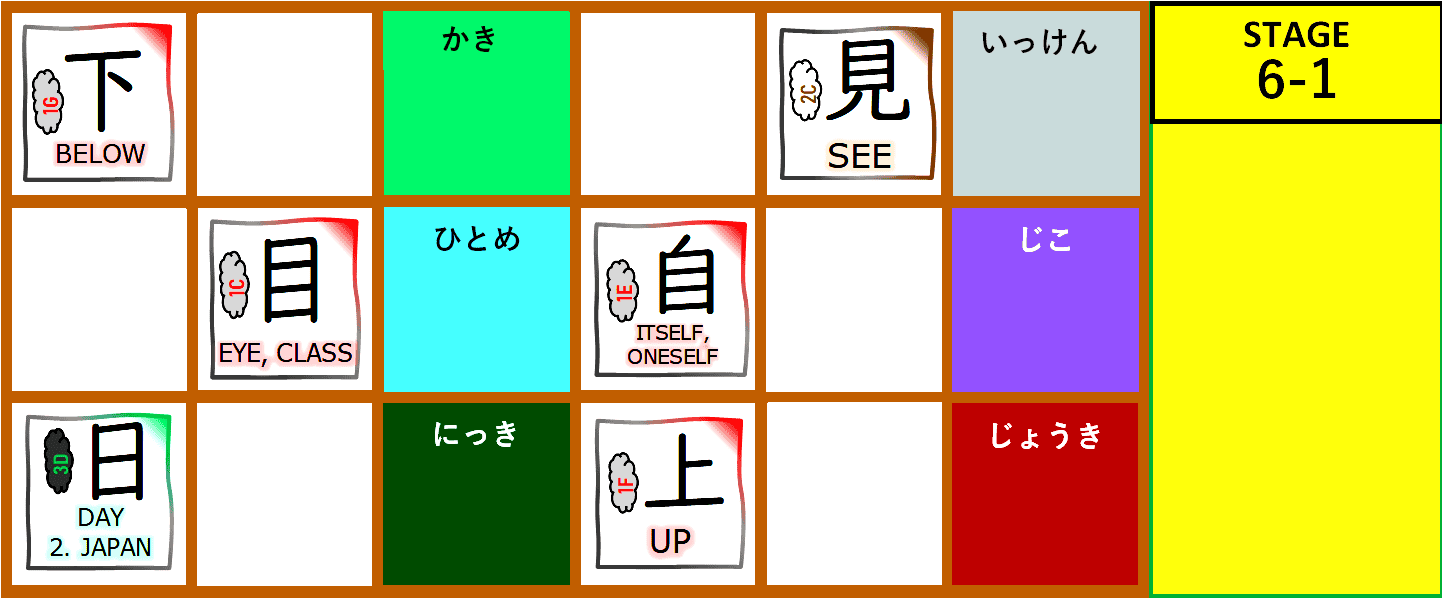 下
1G
BELOW
かき
見
2C
SEE
いっけん
STAGE
6-1
目
1C
EYE, CLASS
ひとめ
自
1E
ITSELF,
ONESELF
じこ
日
3D
DAY
2. JAPAN
にっき
上
1F
UP
じょうき